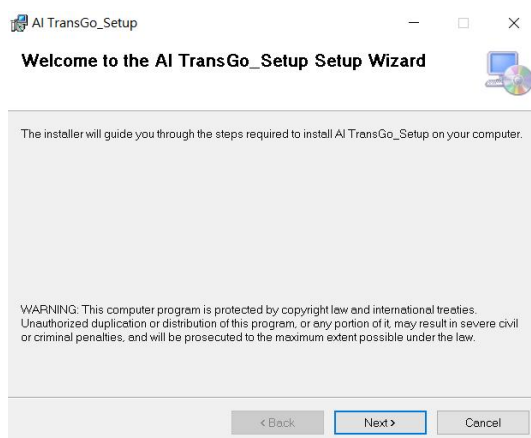 AI TransGo_Setup
Welcome to the AI TransGo_Setup Setup Wizard
The installer will guide you through the steps required to install AI TransGo_Setup on your computer.
WARNING: This computer program is protected by copyright law and international treaties.
Unauthorized duplication or distribution of this program, or any portion of it, may result in severe civil
or criminal penalties, and will be prosecuted to the maximum extent possible under the law.
< Back
Next >
Cancel